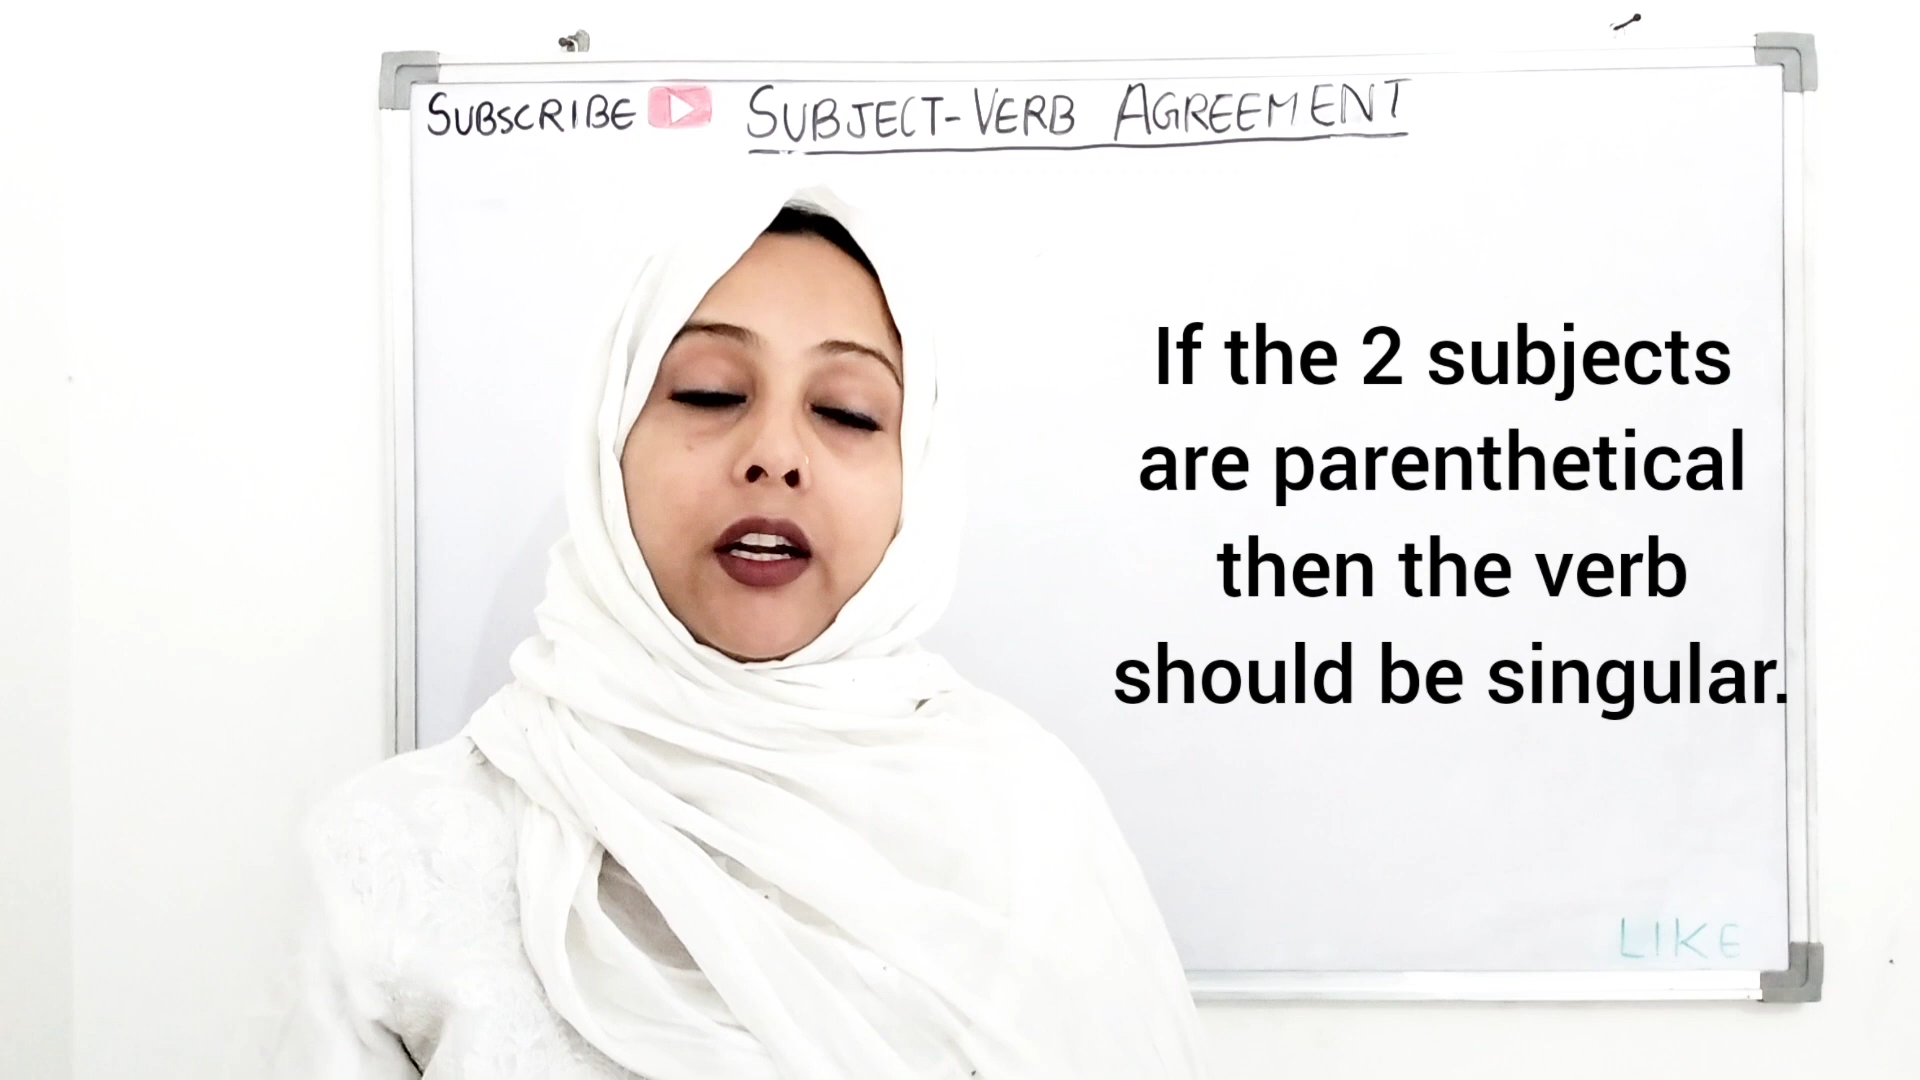 SUBSCRIBE SUBJECT-VERB AGREEMENT
If the 2 subjects
are parenthetical
then the verb
should be singular.
LIKE